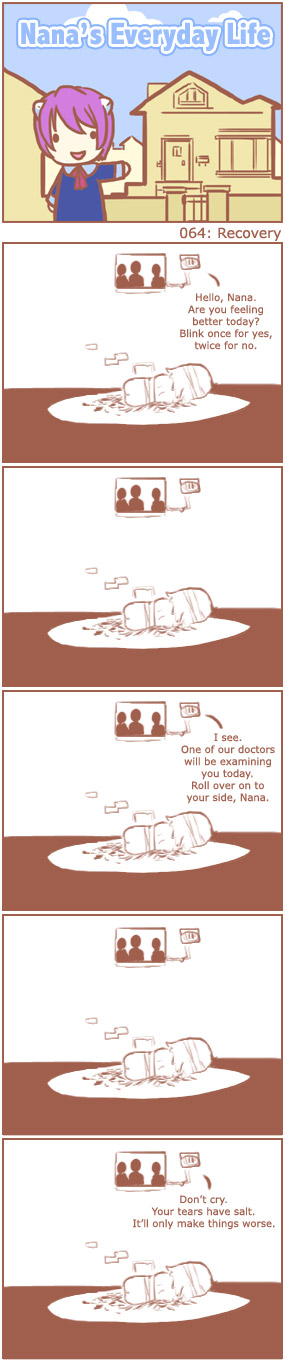 Nana's Everyday Life
064: Recovery
Hello, Nana.
Are you feeling
better today?
Blink once for yes,
twice for no.
I see.
One of our doctors
will be examining
you today.
Roll over on to
your side, Nana.
Don't cry.
Your tears have salt.
It'll only make things worse.